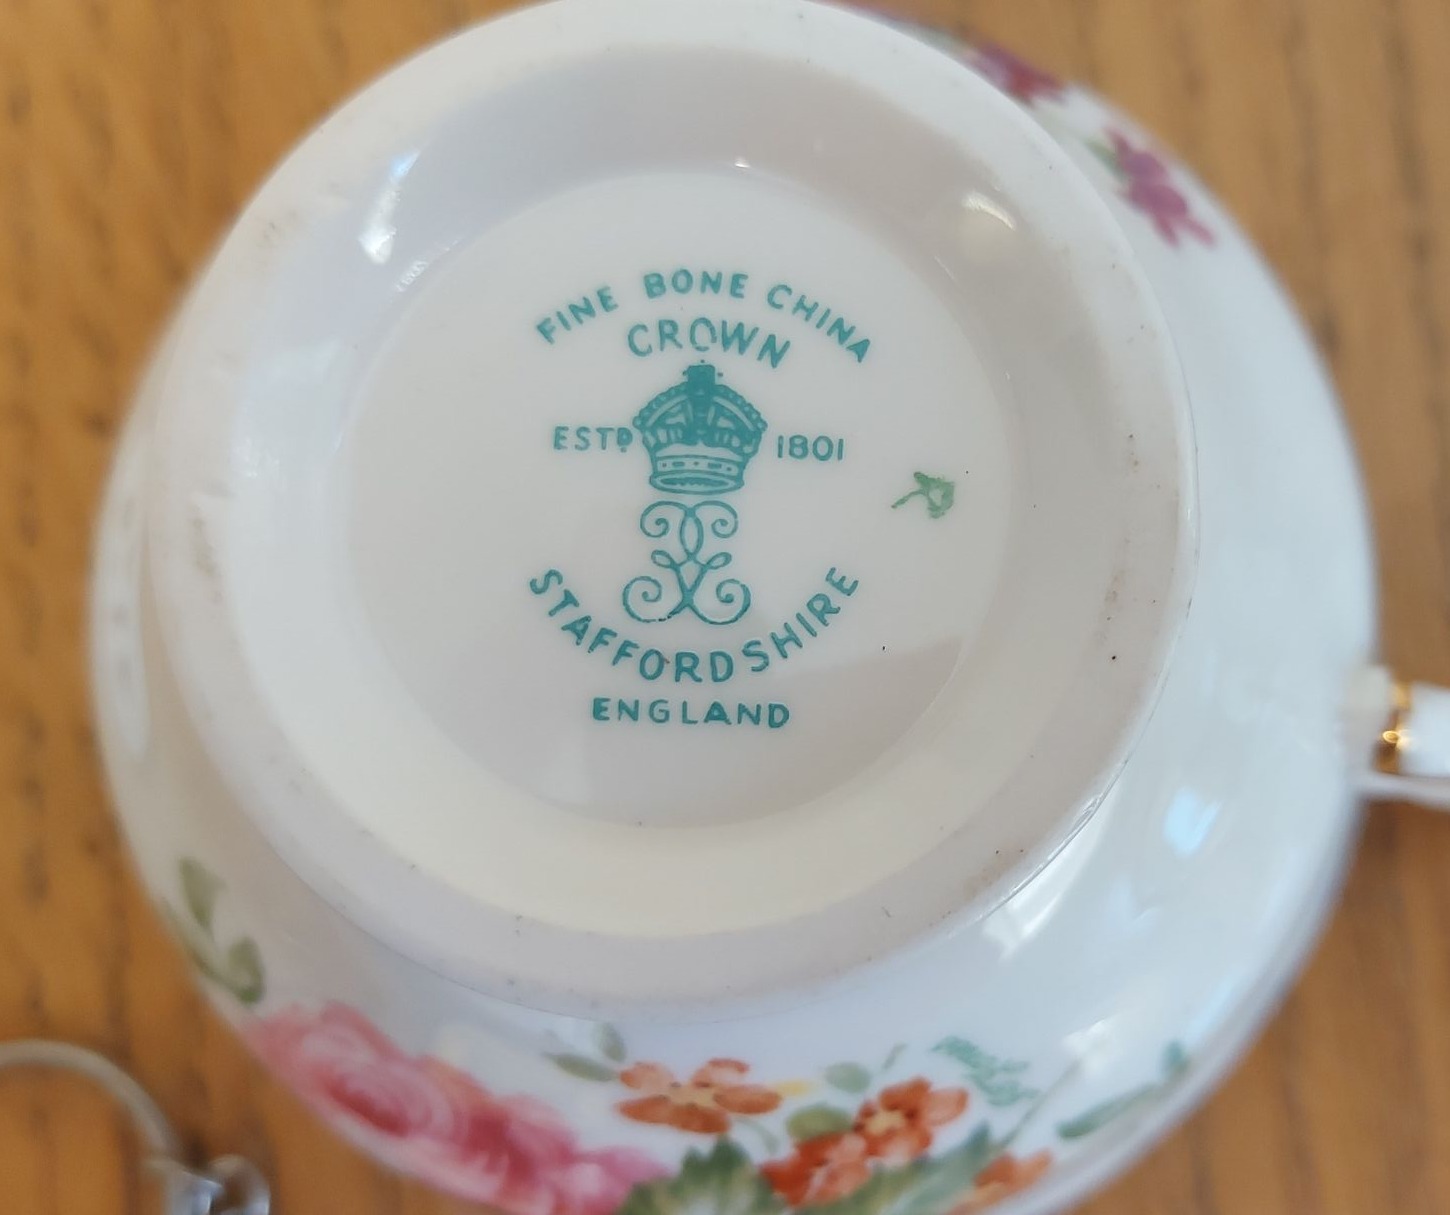 FINE BONE CHINA
CROWN
ESTD 1801
STAFFORDSHIRE
ENGLAND